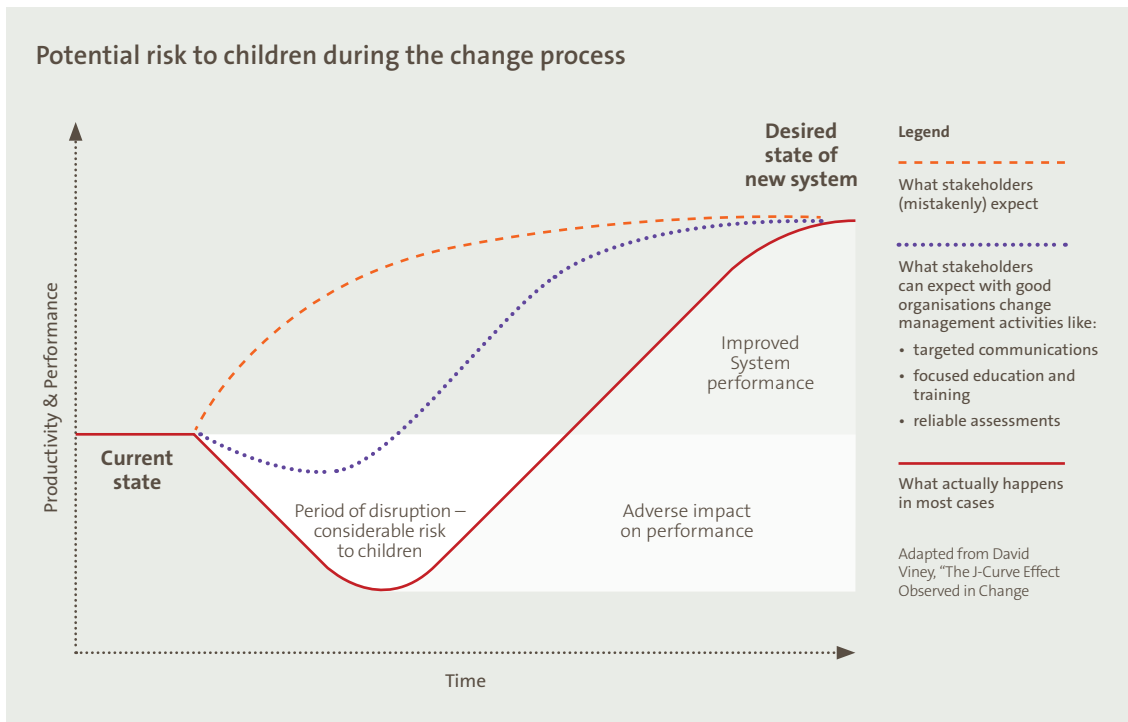 Potential risk to children during the change process
Productivity & Performance
Current
state
Period of disruption –
considerable risk
to children
Adverse impact
on performance
Improved
System
performance
Desired
state of
new system
Time
Legend
What stakeholders
(mistakenly) expect
What stakeholders
can expect with good
organisations change
management activities like:
• targeted communications
• focused education and
training
• reliable assessments
What actually happens
in most cases
Adapted from David
Viney, “The J-Curve Effect
Observed in Change